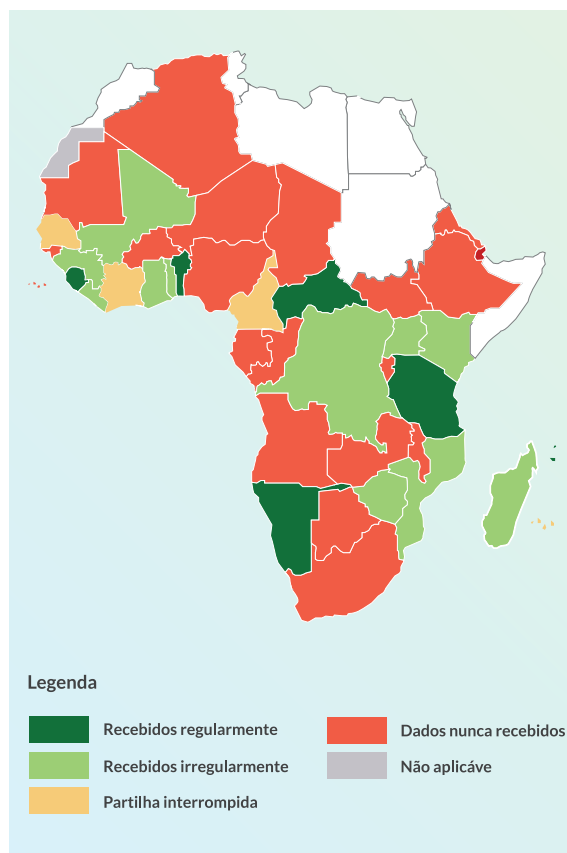 Legenda
Recebidos regularmente
Recebidos irregularmente
Partilha interrompida
Dados nunca recebidos
Não aplicáve